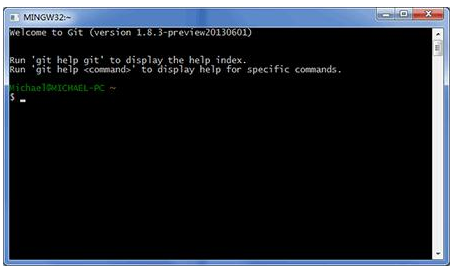 MINGW32:~
Welcome to Git (version 1.8.3-preview20130601)
Run 'git help git' to display the help index.
Run 'git help <command>' to display help for specific commands.
Michael@MICHAEL-PC ~
$